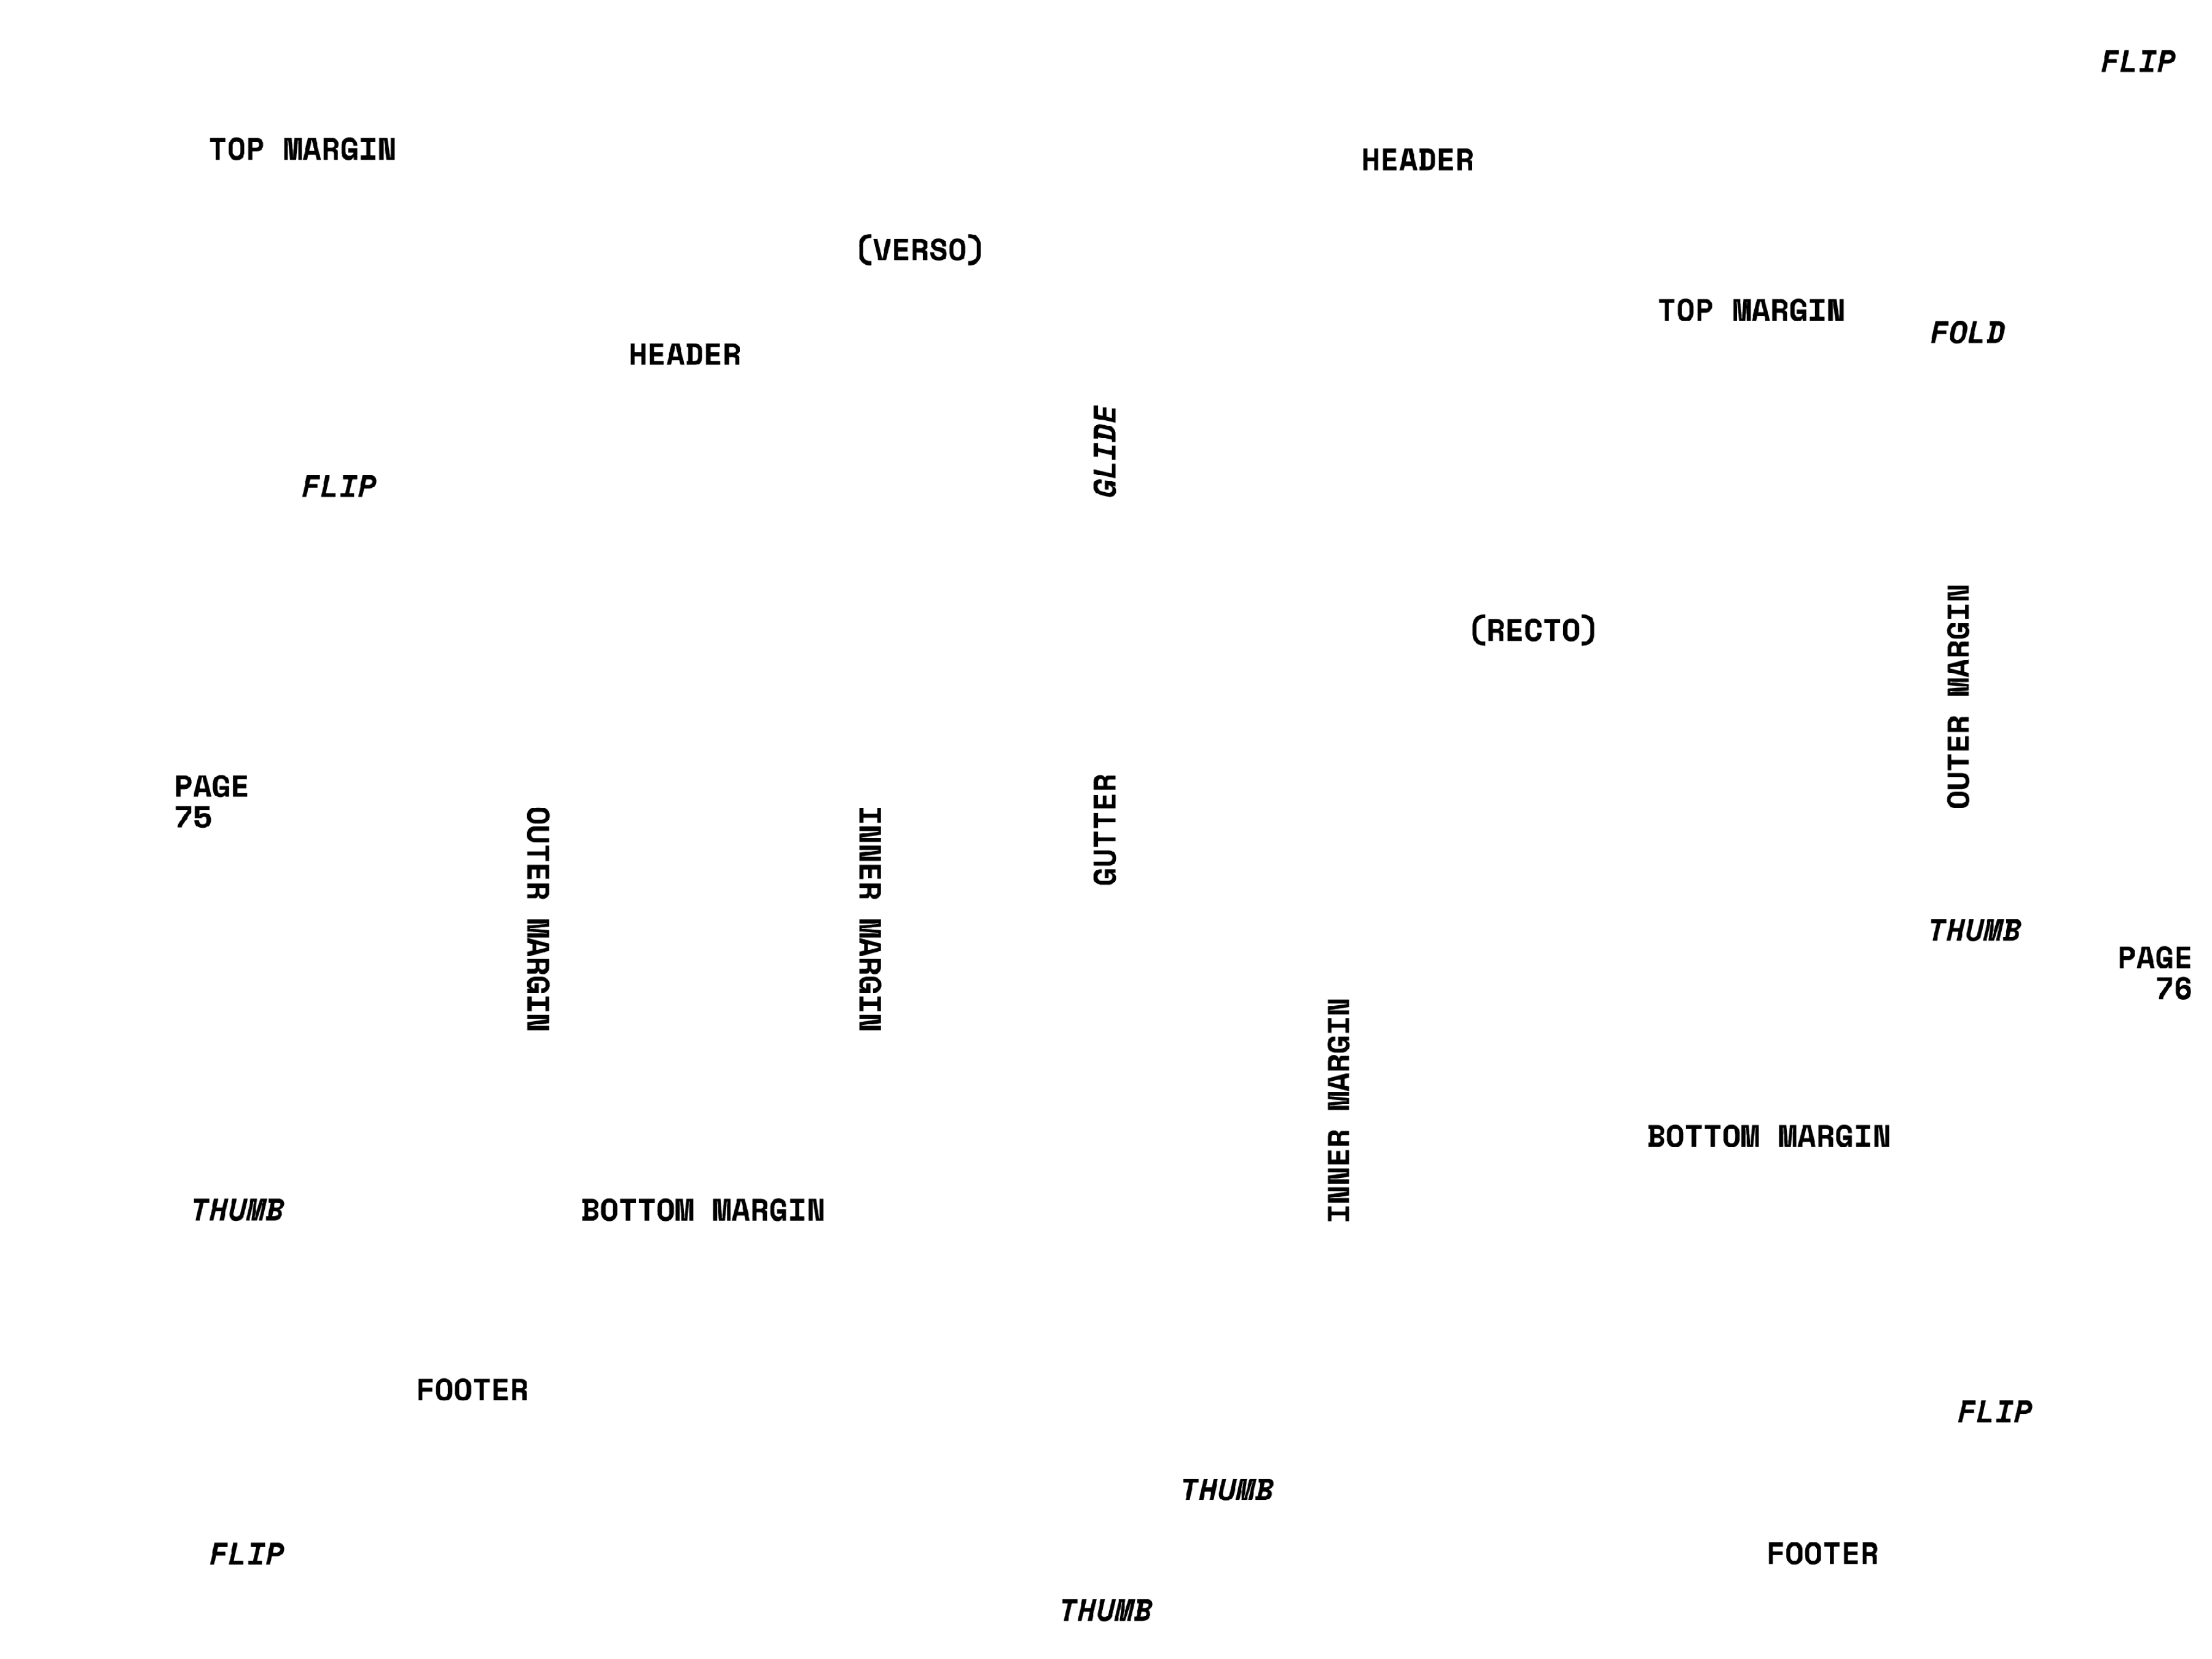 FLIP
TOP MARGIN
HEADER
(VERSO)
TOP MARGIN
FOLD
HEADER
GLIDE
FLIP
(RECTO)
OUTER MARGIN
PAGE
75
OUTER MARGIN
INNER MARGIN
GUTTER
THUMB
PAGE
76
INNER MARGIN
BOTTOM MARGIN
THUMB
BOTTOM MARGIN
FOOTER
FLIP
THUMB
FLIP
FOOTER
THUMB